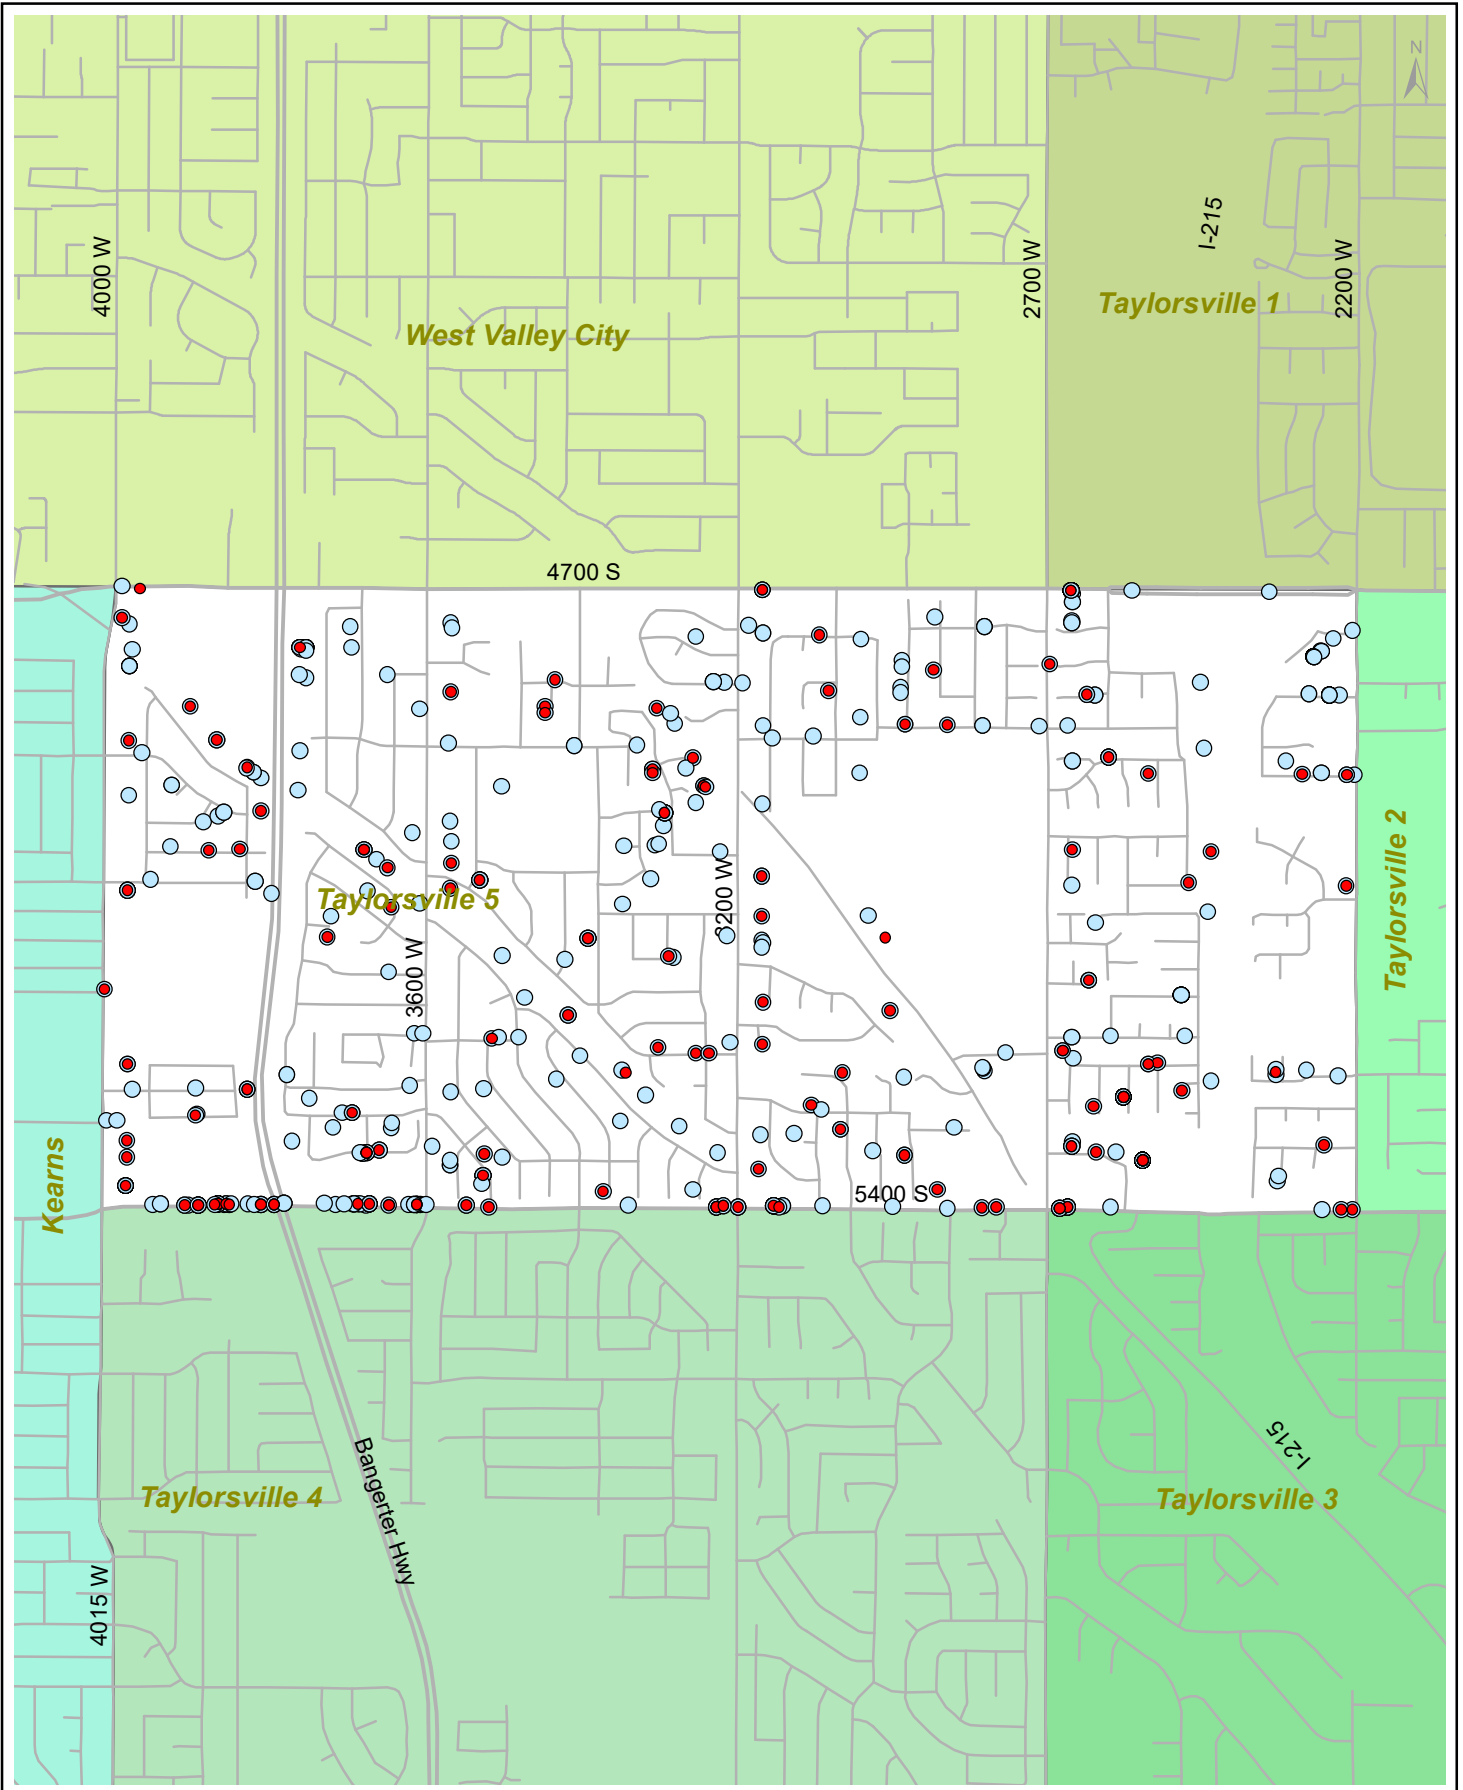 N
I-215
4000 W
2700 W
2200 W
Taylorsville 1
West Valley City
4700 S
Taylorsville 2
Taylorsville 5
3200 W
3600 W
Kearns
5400 S
I-215
Taylorsville 4
Bangerter Hwy
Taylorsville 3
4015 W